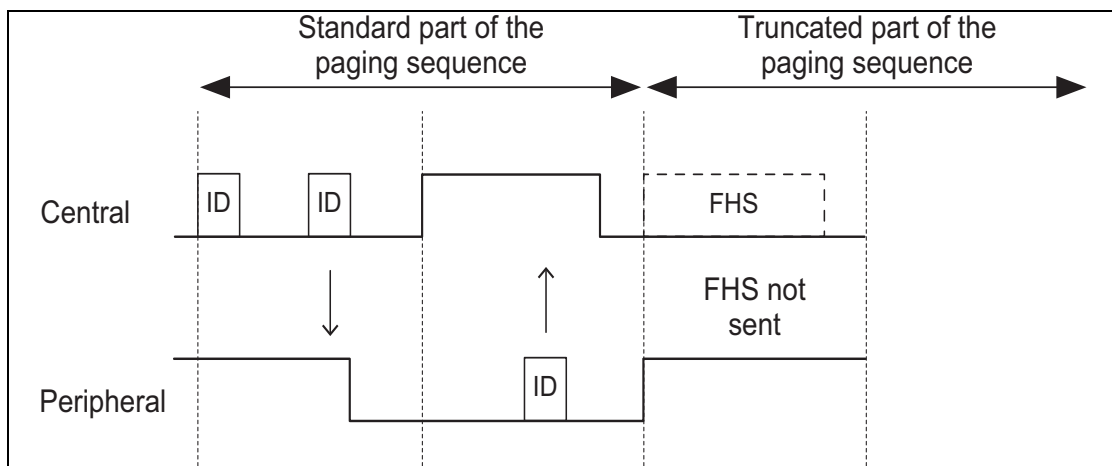 Standard part of the
paging sequence
Truncated part of the
paging sequence
Central
ID
ID
FHS
FHS not
sent
Peripheral
ID